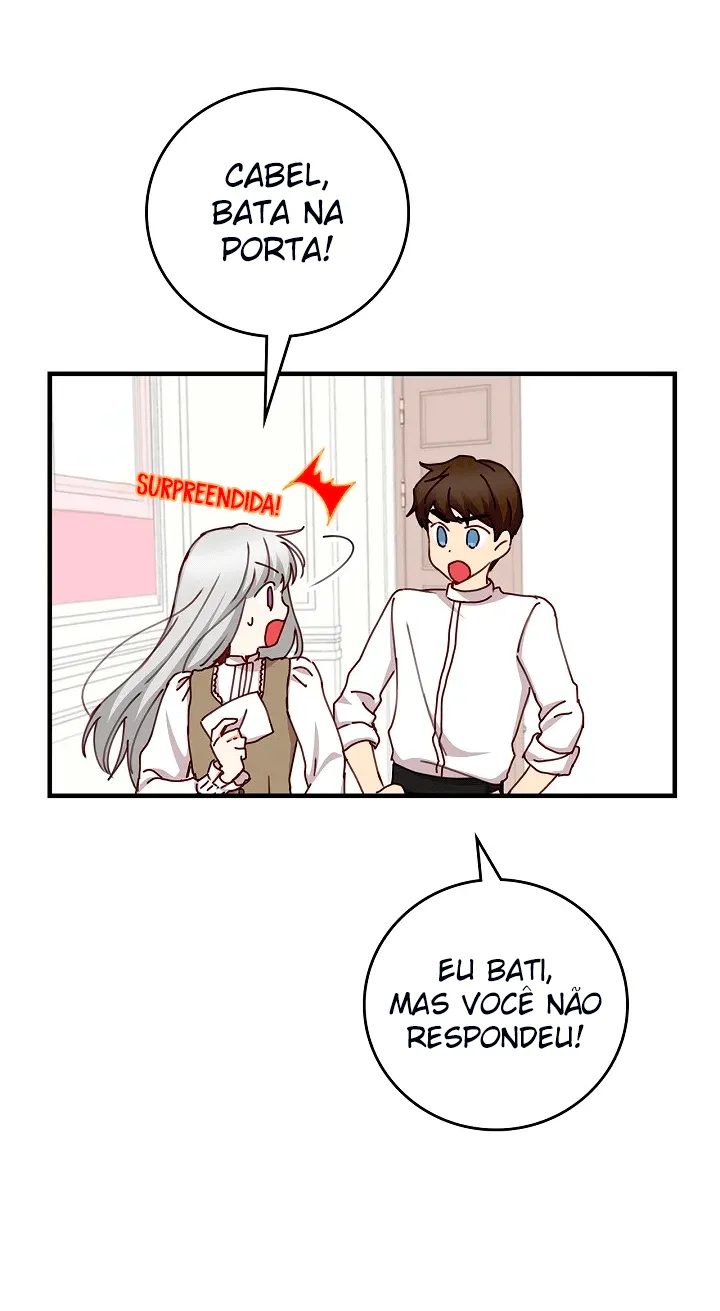 CABEL,
BATA NA
PORTA!
SURPREENDIDA!
EU BATI,
MAS VOCÊ NÃO
RESPONDEU!